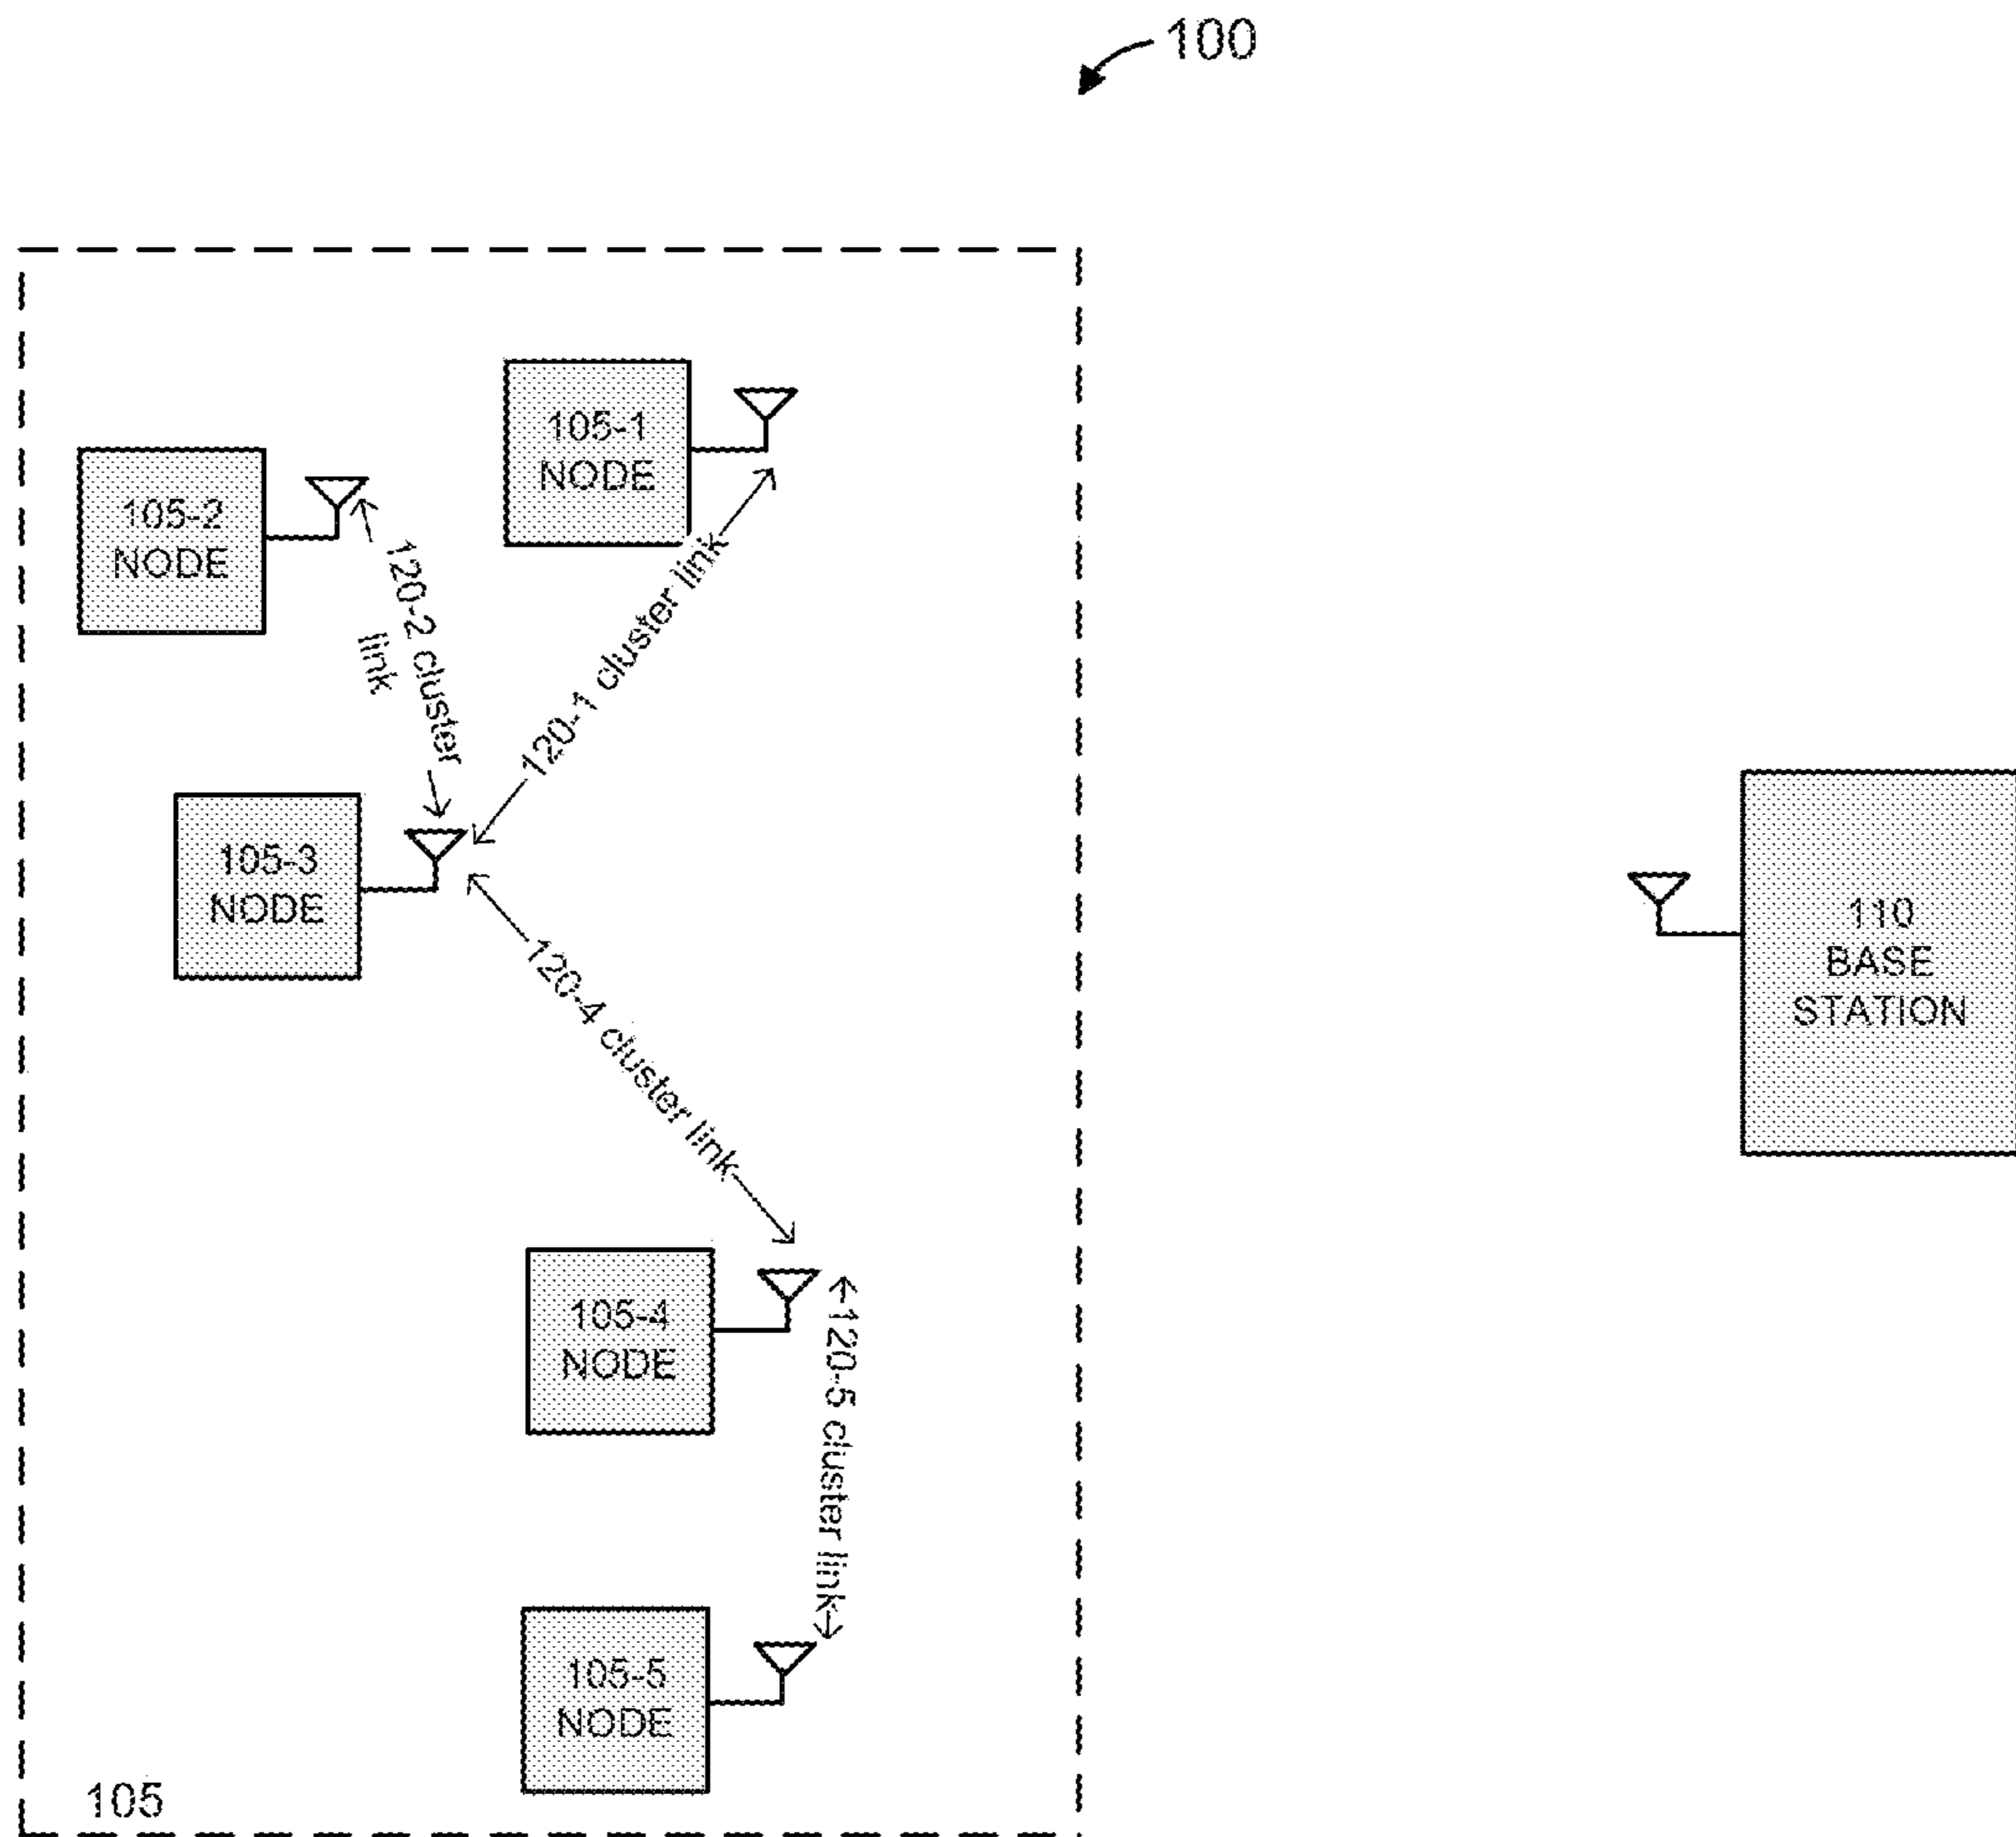 100
105-1
NODE
105-2
NODE
120-2 cluster
link
120-1 cluster link
105-3
NODE
110
BASE
STATION
120-4 cluster link
105-4
NODE
120-5 cluster link
105-5
NODE
105